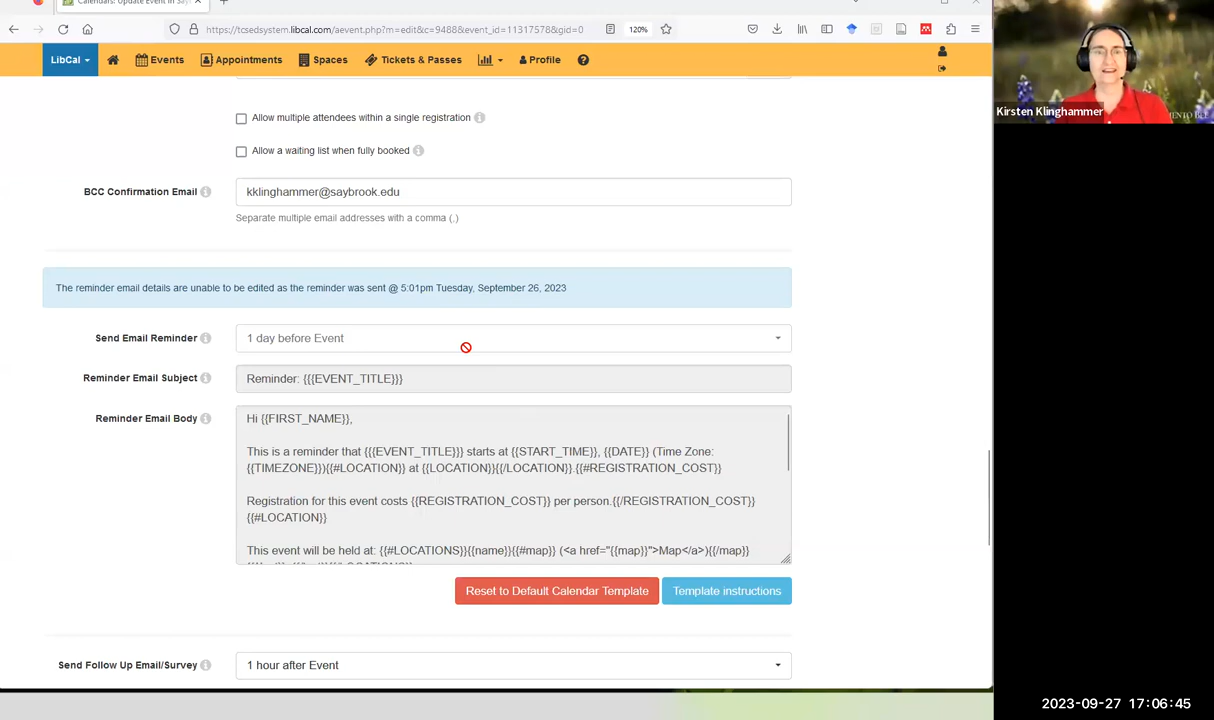 Calendars: Update Event in Say
https://tcsedsystem.libcal.com/aevent.php?m=edit&c=9488&event_id=11317578&gid=0
120%
LibCal
Events
Appointments
Spaces
Tickets & Passes
Profile
Allow multiple attendees within a single registration
Allow a waiting list when fully booked
BCC Confirmation Email
kklinghammer@saybrook.edu
Separate multiple email addresses with a comma (,)
The reminder email details are unable to be edited as the reminder was sent @ 5:01pm Tuesday, September 26, 2023
Send Email Reminder
1 day before Event
Reminder Email Subject
Reminder: {{{EVENT_TITLE}}}
Reminder Email Body
Hi {{FIRST_NAME}},
This is a reminder that {{{EVENT_TITLE}}} starts at {{START_TIME}}, {{DATE}} (Time Zone:
{{TIMEZONE}}){{#LOCATION}} at {{LOCATION}}{{/LOCATION}}.{{#REGISTRATION_COST}}
Registration for this event costs {{REGISTRATION_COST}} per person.{{/REGISTRATION_COST}}
{{#LOCATION}}
This event will be held at: {{#LOCATIONS}}{{name}}{{#map}} (<a href="{{map}}">Map</a>){{/map}}
Reset to Default Calendar Template
Template instructions
Send Follow Up Email/Survey
1 hour after Event
Kirsten Klinghammer
2023-09-27 17:06:45